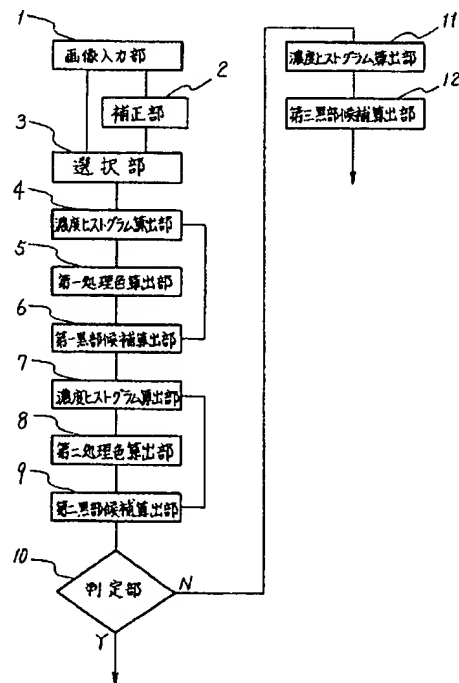 1
画像入力部
2
補正部
3
選択部
4
濃度ヒストグラム算出部
5
第一処理色算出部
6
第一黒部候補算出部
7
濃度ヒストグラム算出部
8
第二処理色算出部
9
第二黒部候補算出部
10
判定部
N
Y
11
濃度ヒストグラム算出部
12
第三黒部候補算出部